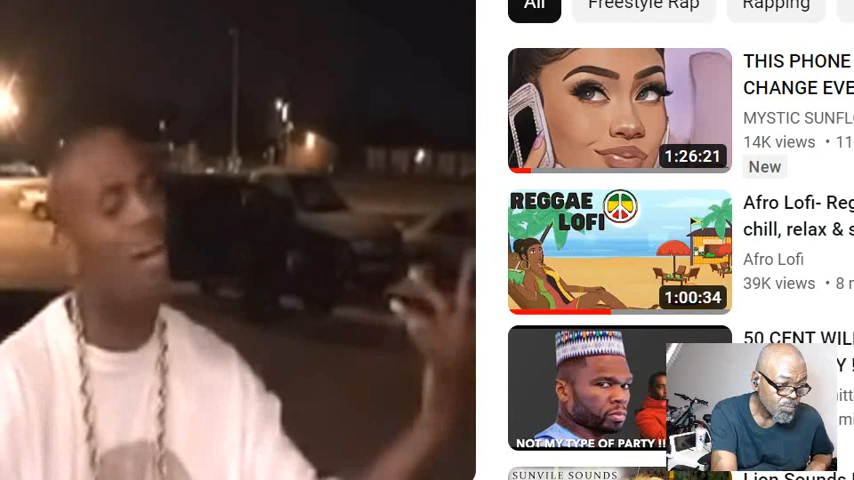 All
Freestyle Rap
Rapping
THIS PHONE
CHANGE EVE
MYSTIC SUNFL
14K views • 11
New
1:26:21
REGGAE
LOFI
1:00:34
Afro Lofi- Reg
chill, relax & s
Afro Lofi
39K views • 8 m
50 CENT WIL
Y !
itt
NOT MY TYPE OF PARTY !!
SUNVILE SOUNDS
Lion Sounds